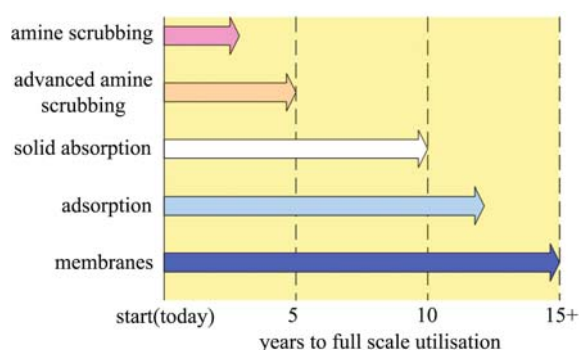 amine scrubbing
advanced amine
scrubbing
solid absorption
adsorption
membranes
start(today) 5 10 15+
years to full scale utilisation